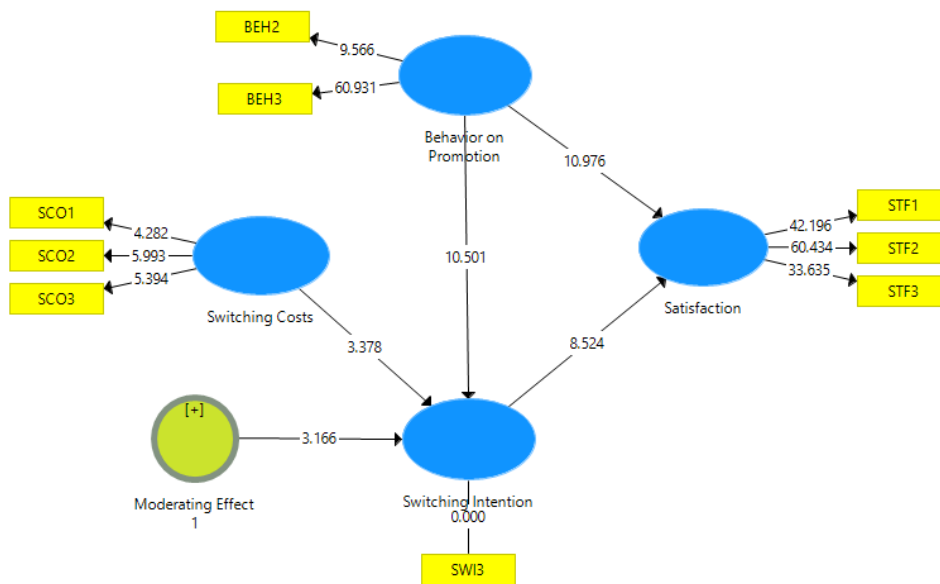 BEH2
9.566
60.931
BEH3
Behavior on
Promotion
10.976
SCO1
4.282
SCO2
5.993
SCO3
5.394
Switching Costs
10.501
STF1
42.196
STF2
60.434
STF3
33.635
Satisfaction
3.378
8.524
[+]
3.166
Moderating Effect
1
Switching Intention
0.000
SWI3